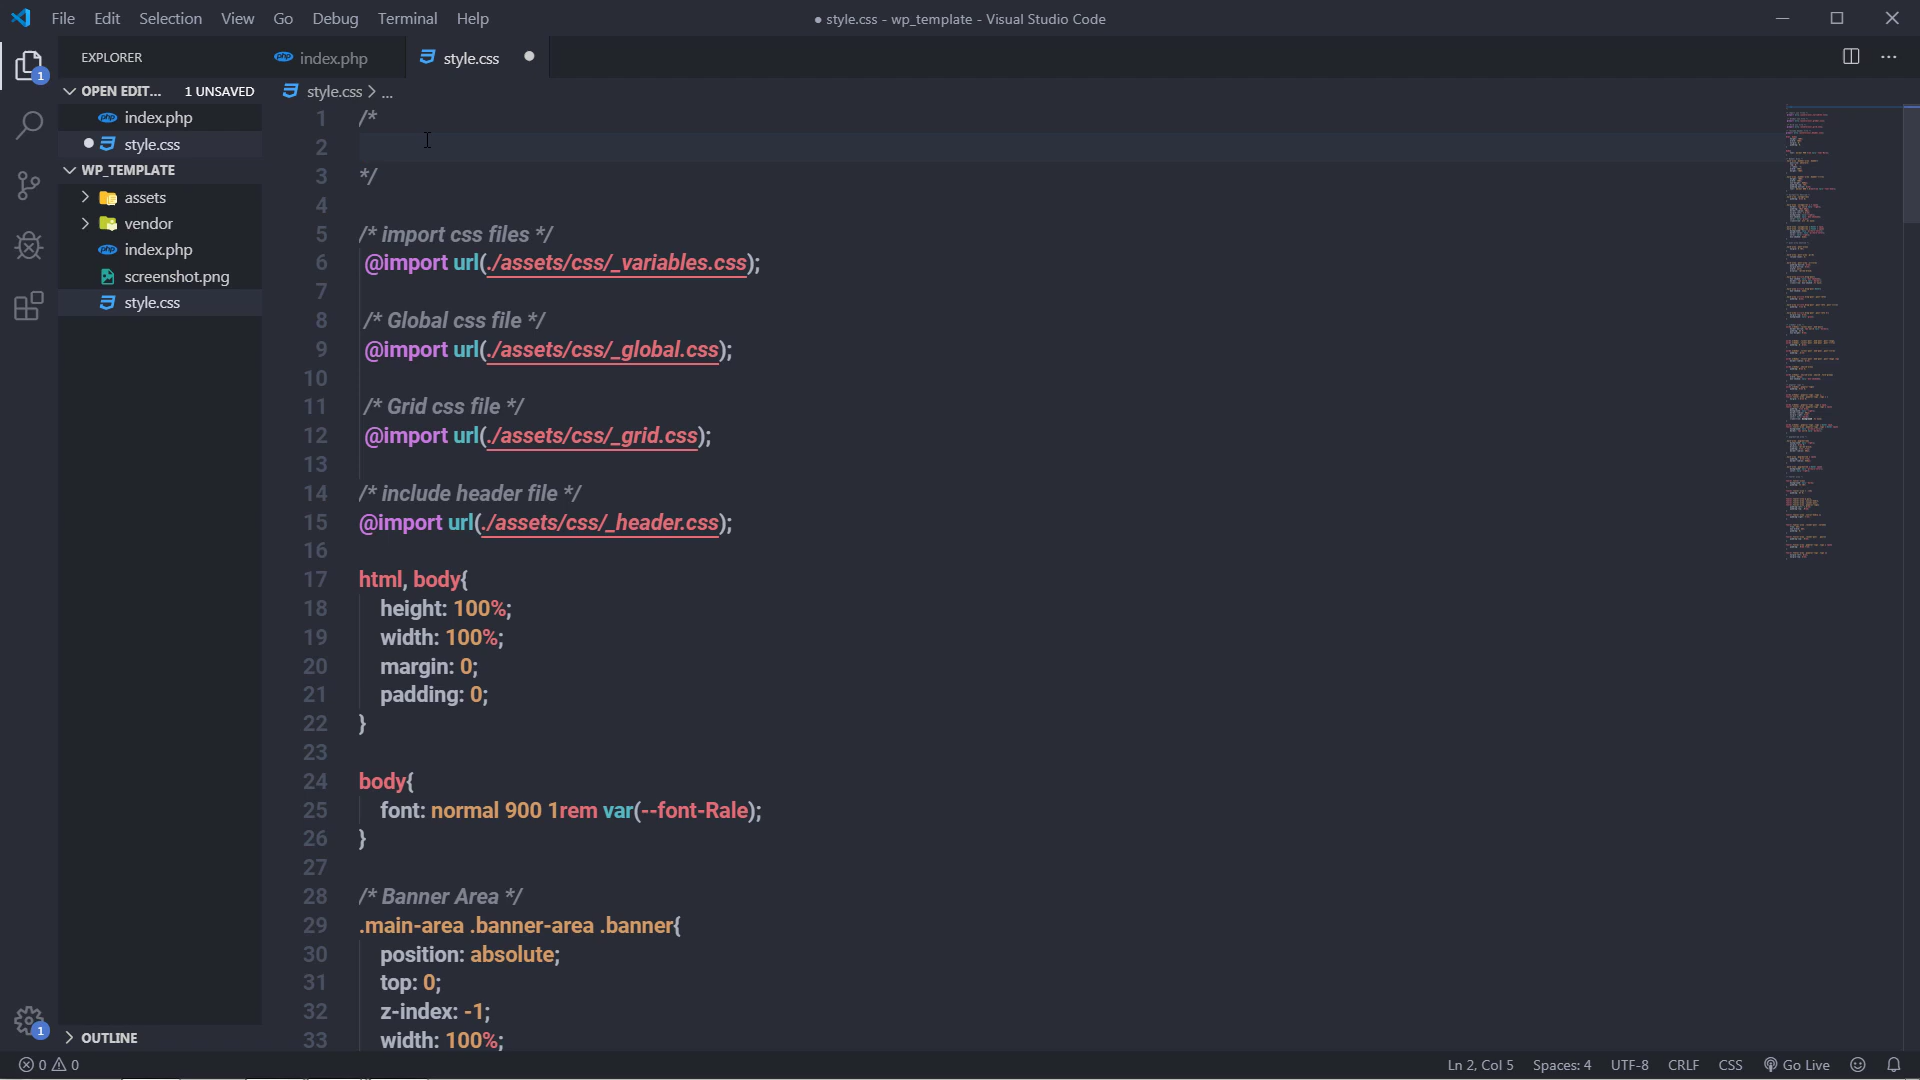 File Edit Selection View Go Debug Terminal Help
● style.css - wp_template - Visual Studio Code
EXPLORER
php index.php
style.css
1
OPEN EDIT... 1 UNSAVED
style.css > ...
php index.php
style.css
WP_TEMPLATE
assets
vendor
php index.php
screenshot.png
style.css
1 /*
2
3 */
4
5 /* import css files */
6 @import url(./assets/css/_variables.css);
7
8 /* Global css file */
9 @import url(./assets/css/_global.css);
10
11 /* Grid css file */
12 @import url(./assets/css/_grid.css);
13
14 /* include header file */
15 @import url(./assets/css/_header.css);
16
17 html, body{
18 height: 100%;
19 width: 100%;
20 margin: 0;
21 padding: 0;
22 }
23
24 body{
25 font: normal 900 1rem var(--font-Rale);
26 }
27
28 /* Banner Area */
29 .main-area .banner-area .banner{
30 position: absolute;
31 top: 0;
32 z-index: -1;
33 width: 100%;
1
OUTLINE
0 0
Ln 2, Col 5 Spaces: 4 UTF-8 CRLF CSS Go Live